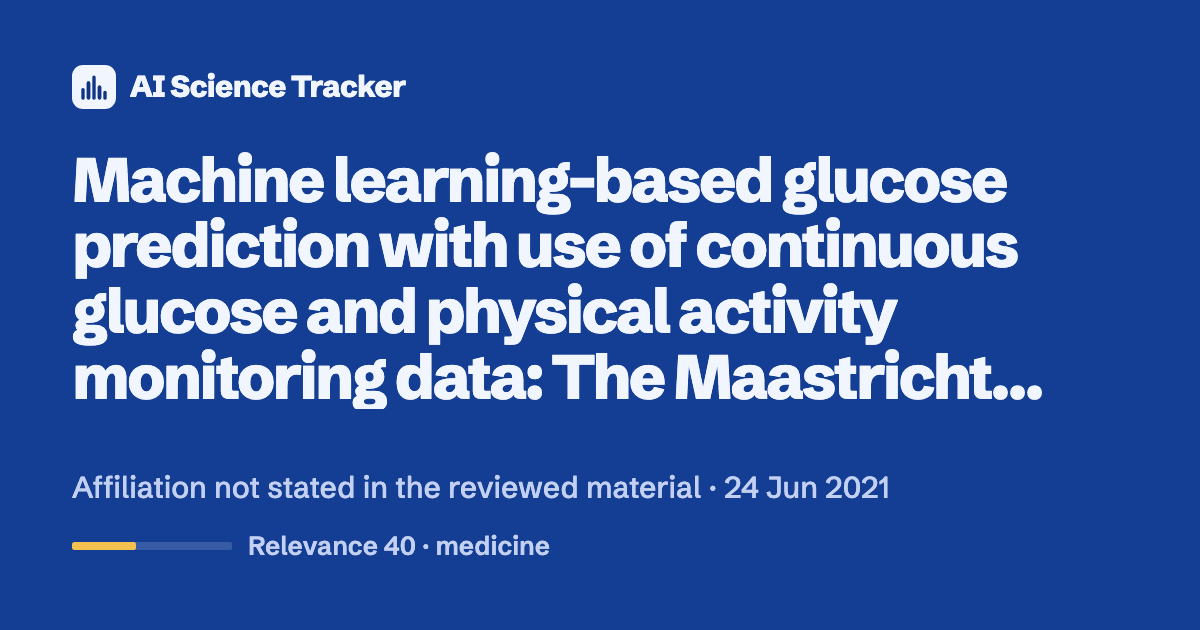 AI Science Tracker
Machine learning-based glucose
prediction with use of continuous
glucose and physical activity
monitoring data: The Maastricht...
Affiliation not stated in the reviewed material · 24 Jun 2021
Relevance 40 · medicine